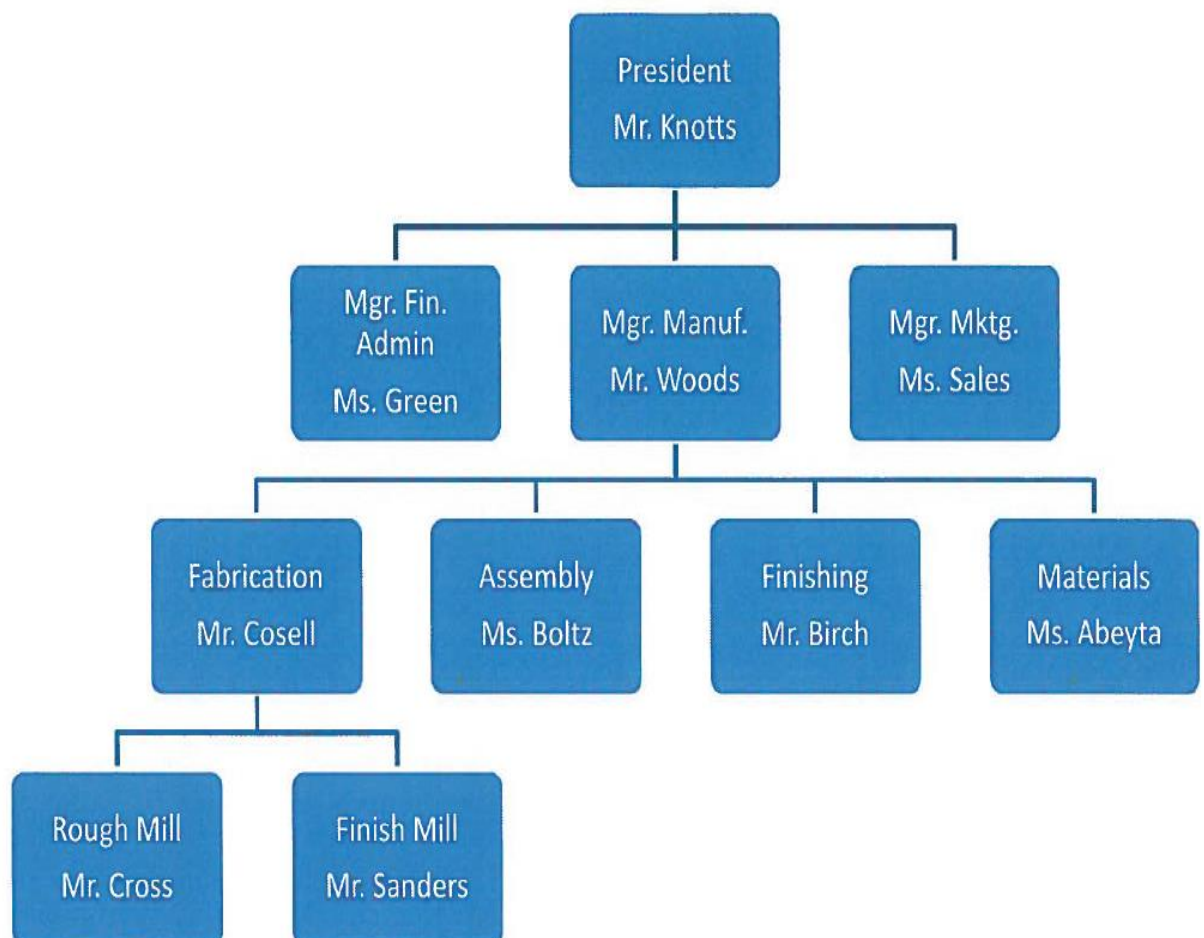 President
Mr. Knotts
Mgr. Fin.
Admin
Ms. Green
Mgr. Manuf.
Mr. Woods
Mgr. Mktg.
Ms. Sales
Fabrication
Mr. Cosell
Assembly
Ms. Boltz
Finishing
Mr. Birch
Materials
Ms. Abeyta
Rough Mill
Mr. Cross
Finish Mill
Mr. Sanders